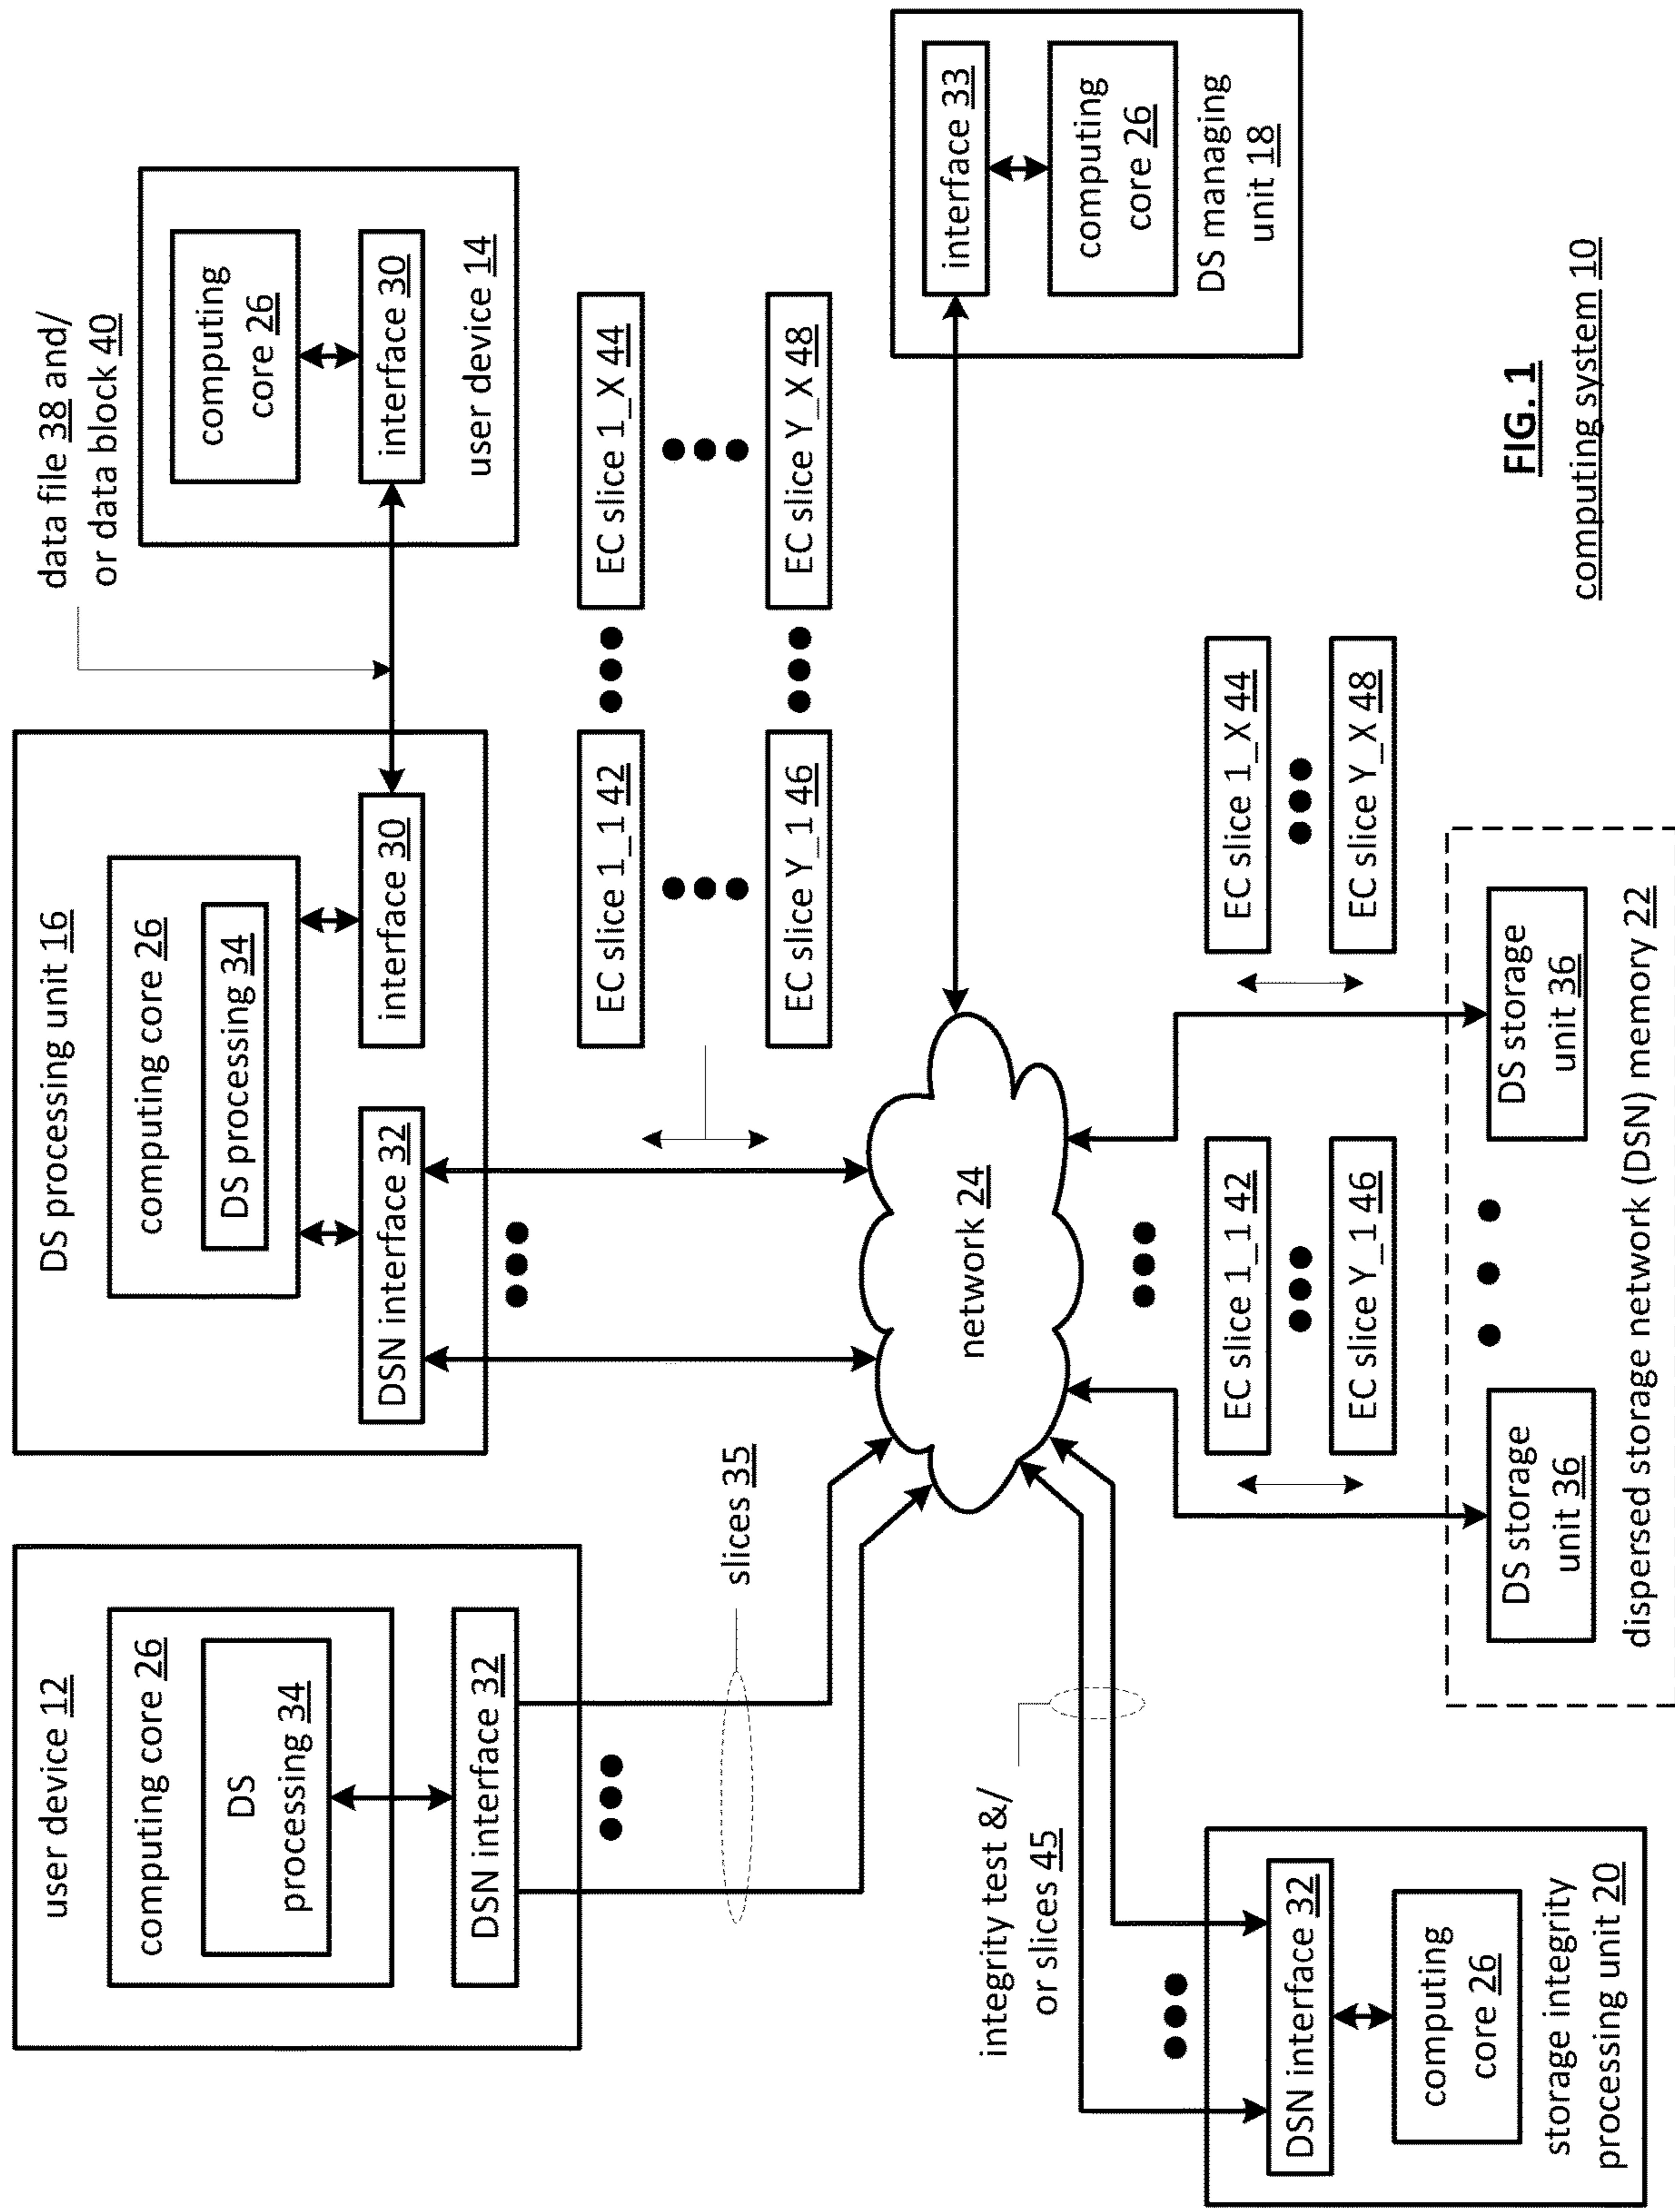 user device 12
computing core 26
DS
processing 34
DSN interface 32
slices 35
DS processing unit 16
computing core 26
DS processing 34
DSN interface 32
interface 30
data file 38 and/
or data block 40
computing
core 26
interface 30
user device 14
EC slice 1_1 42
EC slice 1_X 44
EC slice Y_1 46
EC slice Y_X 48
network 24
interface 33
computing
core 26
DS managing
unit 18
integrity test &/
or slices 45
DSN interface 32
computing
core 26
storage integrity
processing unit 20
EC slice 1_1 42
EC slice Y_1 46
EC slice 1_X 44
EC slice Y_X 48
DS storage
unit 36
DS storage
unit 36
dispersed storage network (DSN) memory 22
FIG. 1
computing system 10